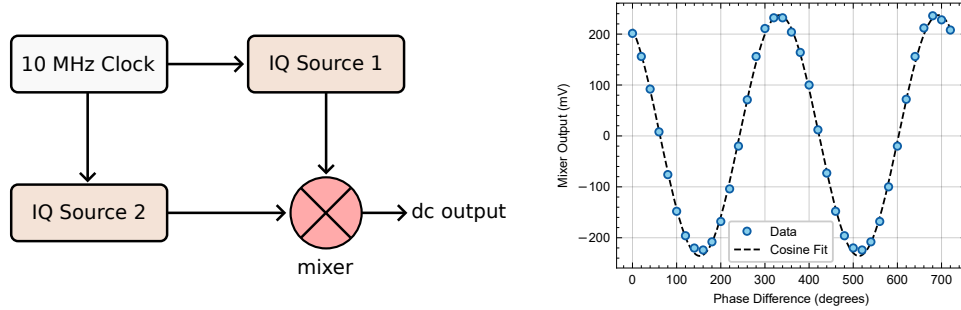 10 MHz Clock
IQ Source 1
IQ Source 2
dc output
mixer
200
100
0
−100
−200
Mixer Output (mV)
Data
Cosine Fit
0 100 200 300 400 500 600 700
Phase Difference (degrees)